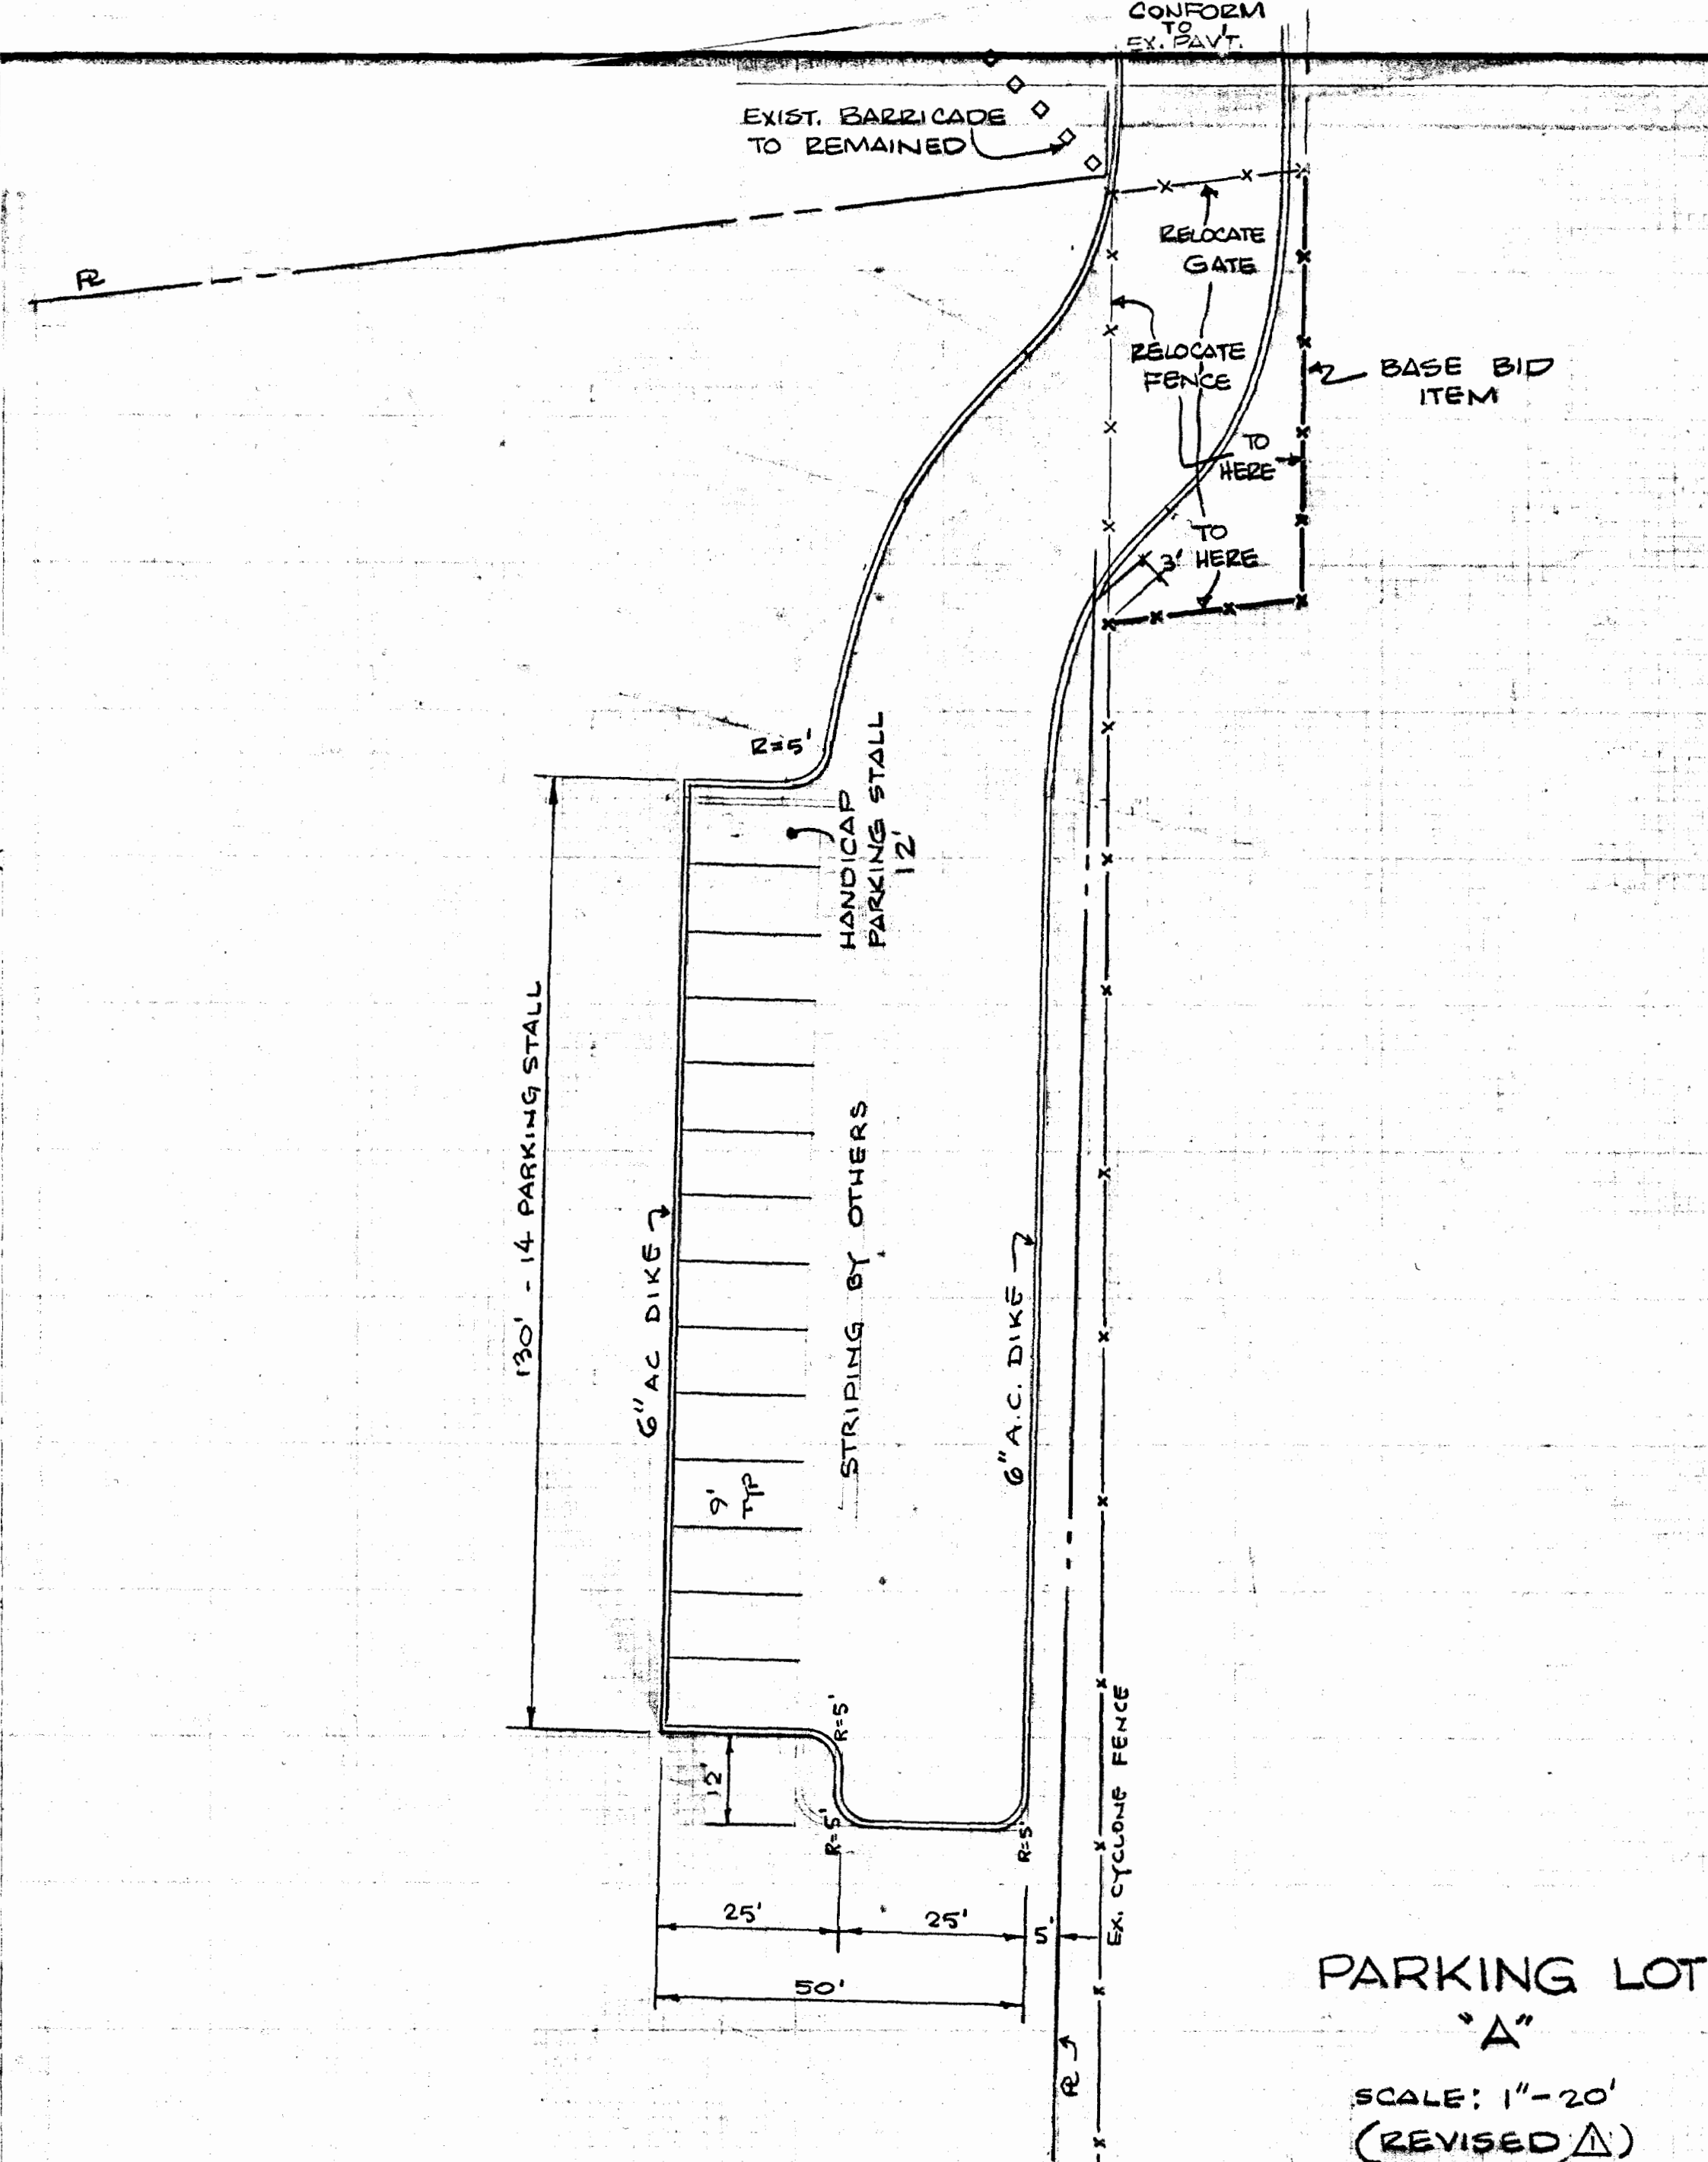 CONFORM
TO
EX. PAV'T.
EXIST. BARRICADE
TO REMAINED
PL
RELOCATE
GATE
RELOCATE
FENCE
BASE BID
ITEM
TO
HERE
TO
HERE
3'
R=5'
HANDICAP
PARKING STALL
12'
130' - 14 PARKING STALL
6" AC DIKE
STRIPING BY OTHERS
6" A.C. DIKE
9'
TYP
R=5'
12'
R=5'
R=5'
EX. CYCLONE FENCE
25'
25'
5'
50'
PL
PARKING LOT
"A"
SCALE: 1"-20'
(REVISED 1)